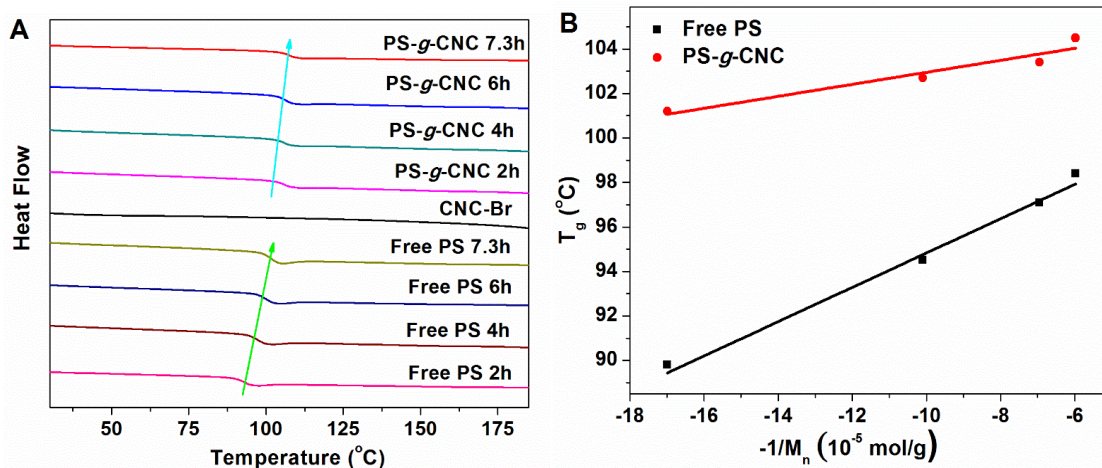 A
PS-g-CNC 7.3h
PS-g-CNC 6h
PS-g-CNC 4h
PS-g-CNC 2h
CNC-Br
Free PS 7.3h
Free PS 6h
Free PS 4h
Free PS 2h
Heat Flow
25 50 75 100 125 150 175
Temperature (°C)
B
Free PS
PS-g-CNC
104
102
100
98
96
94
92
90
Tg (°C)
-18 -16 -14 -12 -10 -8 -6
-1/Mn (10-5 mol/g)